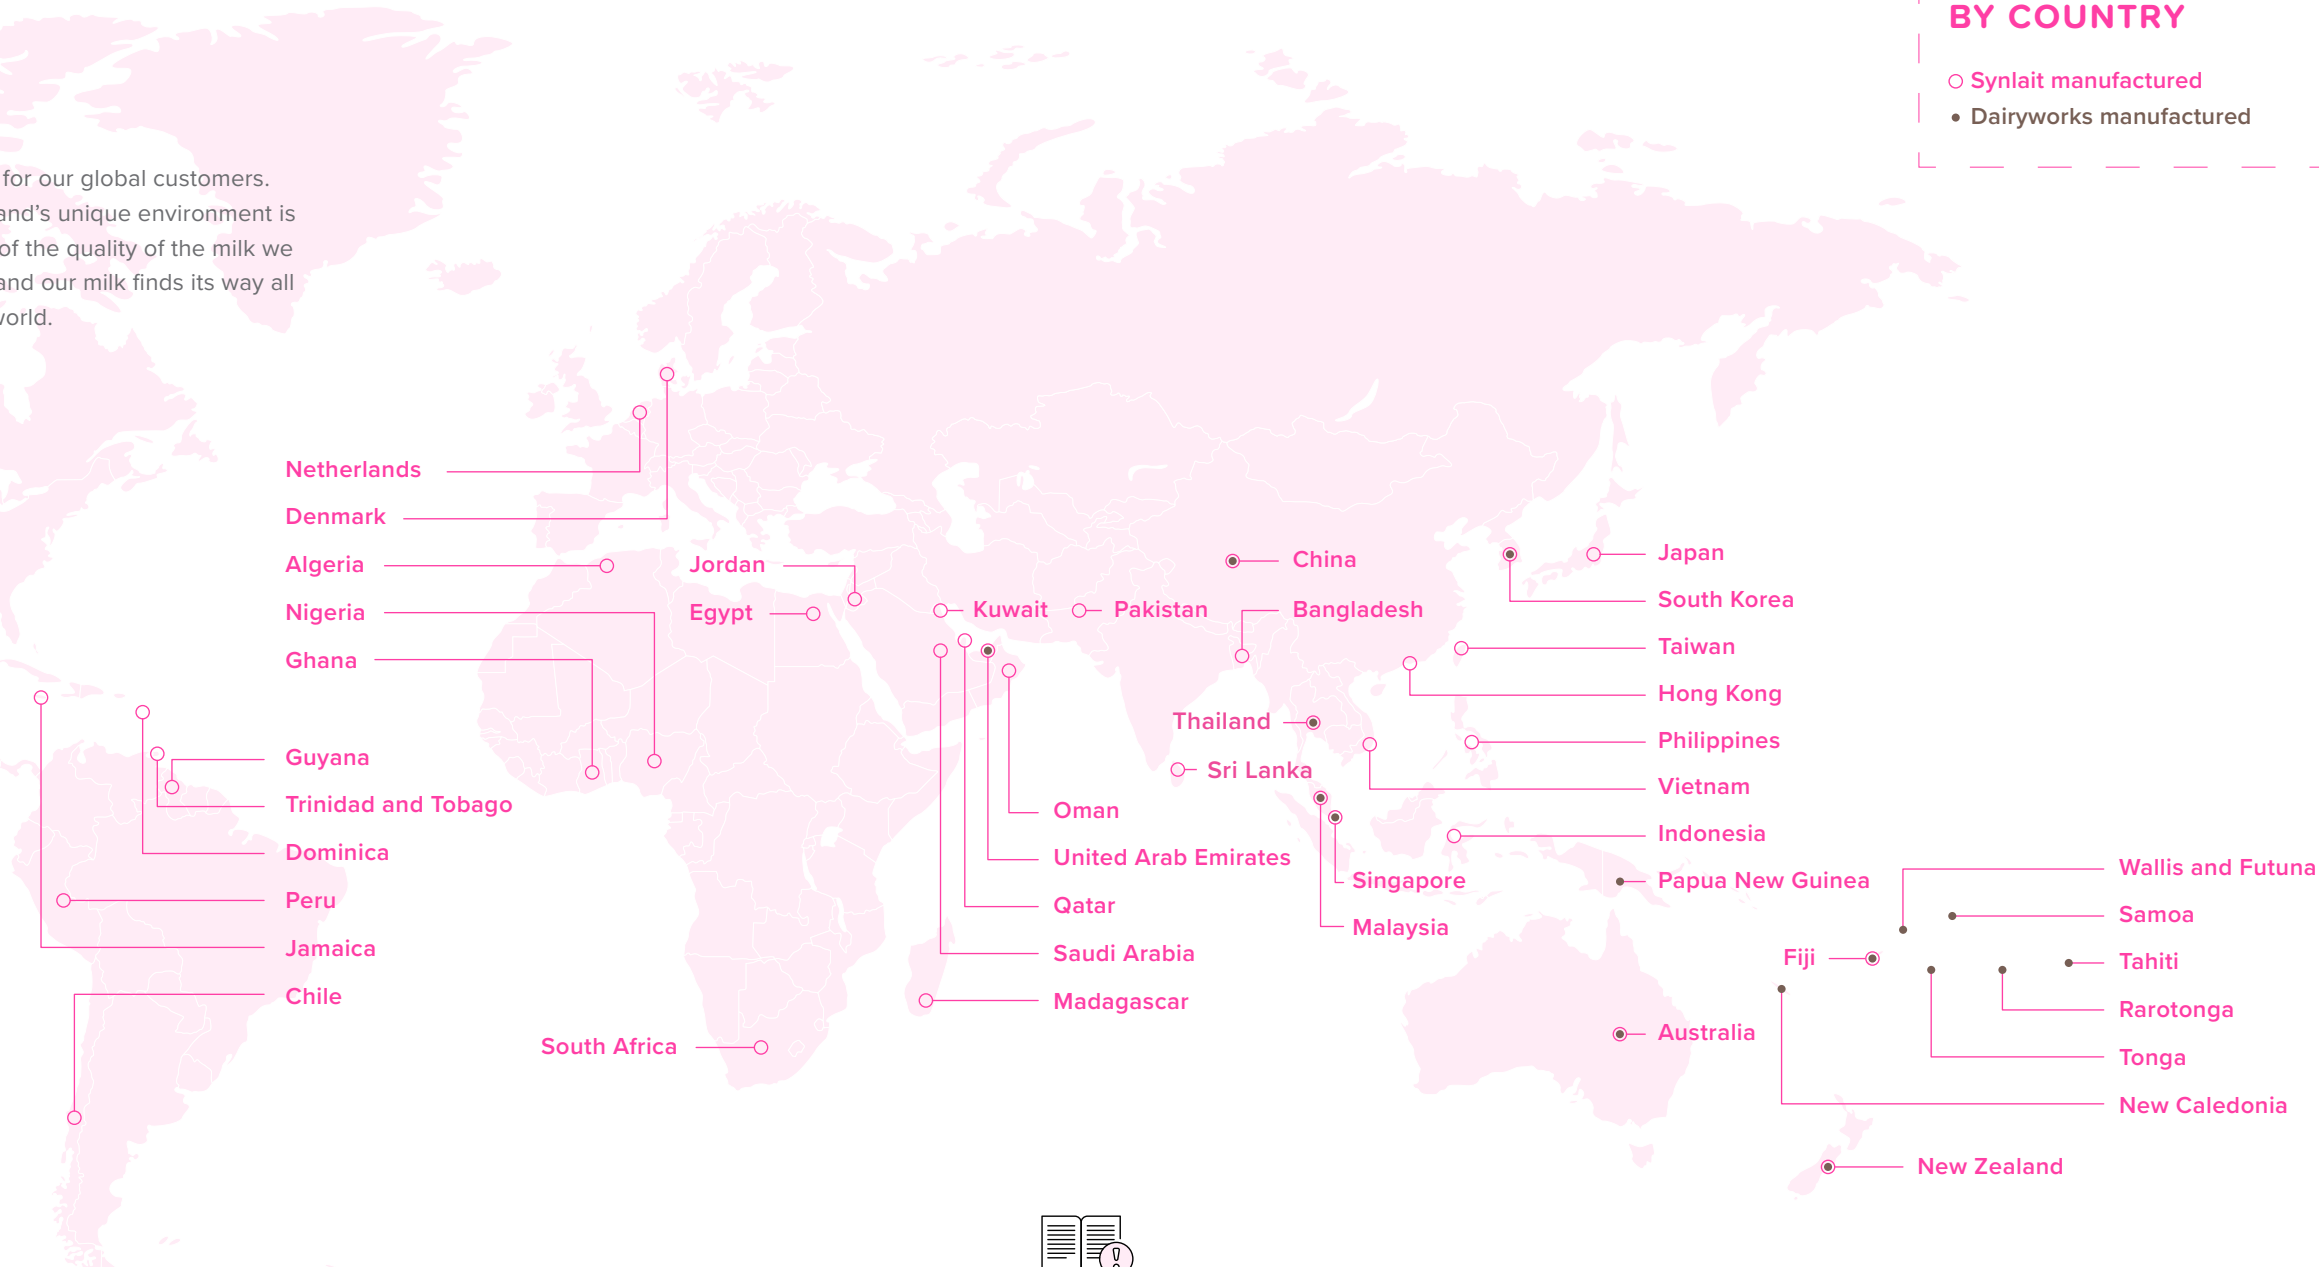 BY COUNTRY
Synlait manufactured
Dairyworks manufactured
for our global customers.
and's unique environment is
of the quality of the milk we
and our milk finds its way all
world.
Netherlands
Denmark
Algeria
Nigeria
Ghana
Guyana
Trinidad and Tobago
Dominica
Peru
Jamaica
Chile
Jordan
Egypt
South Africa
Kuwait
Pakistan
China
Bangladesh
Thailand
Sri Lanka
Oman
United Arab Emirates
Qatar
Saudi Arabia
Madagascar
Singapore
Malaysia
Japan
South Korea
Taiwan
Hong Kong
Philippines
Vietnam
Indonesia
Papua New Guinea
Fiji
Australia
Wallis and Futuna
Samoa
Tahiti
Rarotonga
Tonga
New Caledonia
New Zealand